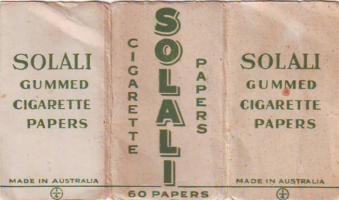 SOLALI
GUMMED
CIGARETTE
PAPERS
MADE IN AUSTRALIA
CIGARETTE
SOLALI
PAPERS
60 PAPERS
SOLALI
GUMMED
CIGARETTE
PAPERS
MADE IN AUSTRALIA